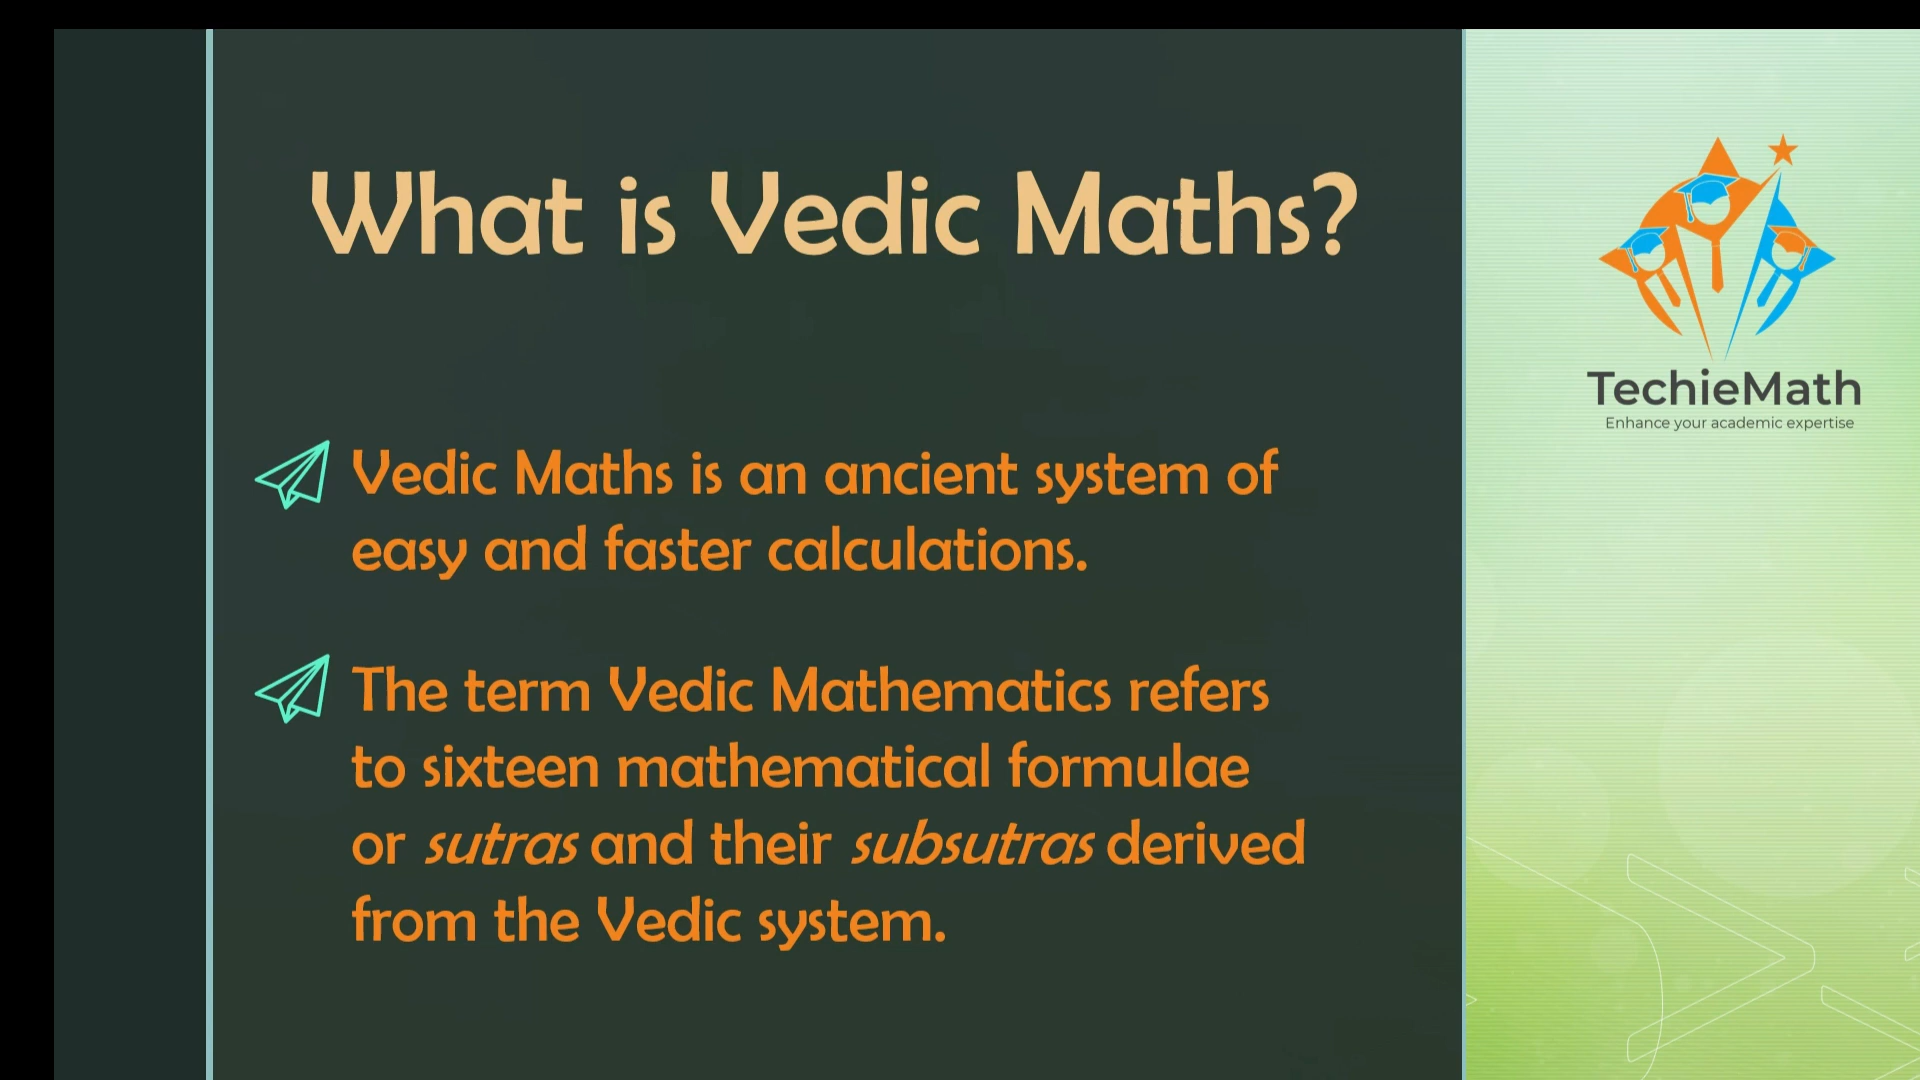 What is Vedic Maths?
Vedic Maths is an ancient system of
easy and faster calculations.
The term Vedic Mathematics refers
to sixteen mathematical formulae
or sutras and their subsutras derived
from the Vedic system.
TechieMath
Enhance your academic expertise